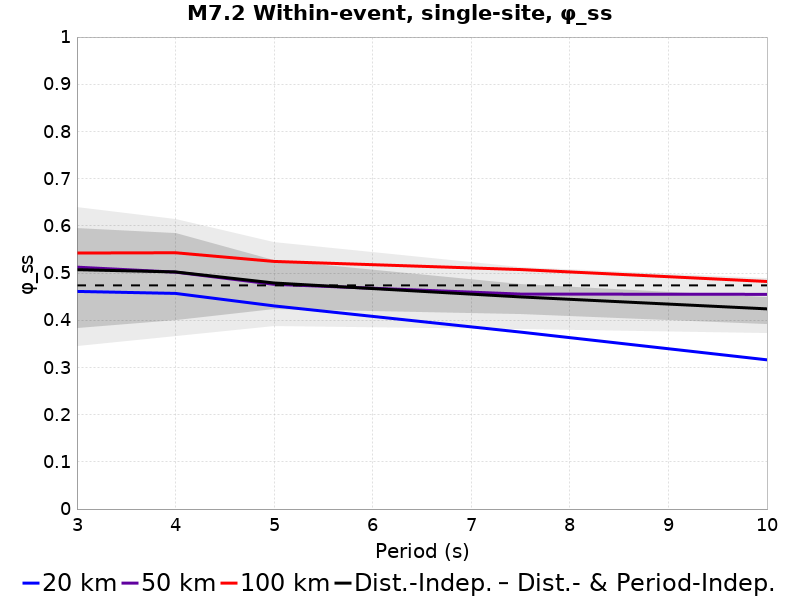 M7.2 Within-event, single-site, φ_ss
1
0.9
0.8
0.7
0.6
0.5
0.4
0.3
0.2
0.1
0
φ_ss
3 4 5 6 7 8 9 10
Period (s)
20 km 50 km 100 km Dist.-Indep. Dist.- & Period-Indep.